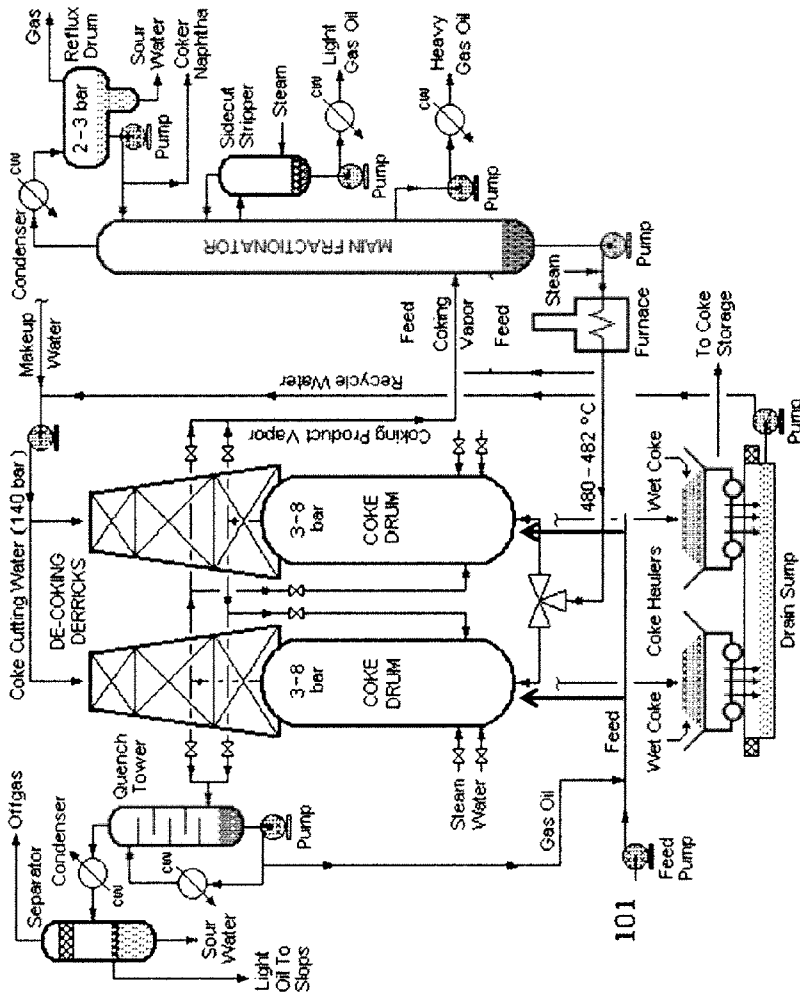 Offgas
Separator
Condenser
CW
Sour
Water
Light
Oil To
Slops
Quench
Tower
CW
Pump
Coke Cutting Water (140 bar)
DE-COKING
DERRICKS
Makeup
Water
3-8
bar
COKE
DRUM
3-8
bar
COKE
DRUM
Steam
Water
Coking Product Vapor
Recycle Water
Condenser
CW
Gas
Reflux
Drum
2-3 bar
Sour
Water
Coker
Naphtha
Pump
MAIN FRACTIONATOR
Sidecut
Stripper
Steam
CW
Light
Gas Oil
Pump
CW
Heavy
Gas Oil
Pump
Feed
Coking
Vapor
Feed
Pump
Steam
Furnace
480-482 °C
Gas Oil
Feed
101
Feed
Pump
Wet Coke
Coke Haulers
Wet Coke
To Coke
Storage
Pump
Drain Sump